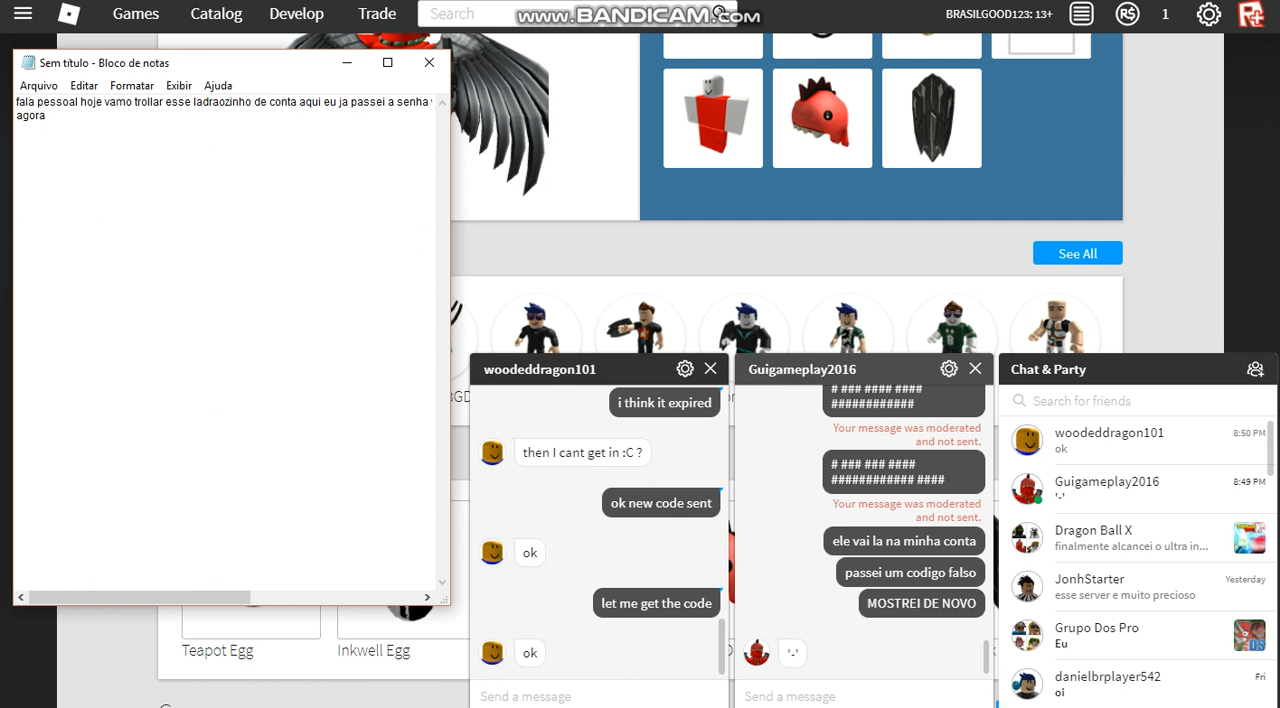 Games
Catalog
Develop
Trade
Search
www.BANDICAM.com
BRASILGOOD123: 13+
R$
1
R+
Sem título - Bloco de notas
Arquivo
Editar
Formatar
Exibir
Ajuda
fala pessoal hoje vamo trollar esse ladraozinho de conta aqui eu ja passei a senha
agora
See All
Teapot Egg
Inkwell Egg
woodeddragon101
i think it expired
then I cant get in :C ?
ok new code sent
ok
let me get the code
ok
Send a message
Guigameplay2016
# ### #### ####
############
Your message was moderated
and not sent.
# ### ### ####
############ ####
Your message was moderated
and not sent.
ele vai la na minha conta
passei um codigo falso
MOSTREI DE NOVO
'-'
Send a message
Chat & Party
Search for friends
woodeddragon101
8:50 PM
ok
Guigameplay2016
8:49 PM
'-'
Dragon Ball X
finalmente alcancei o ultra in...
JonhStarter
Yesterday
esse server e muito precioso
Grupo Dos Pro
Eu
danielbrplayer542
Fri
oi